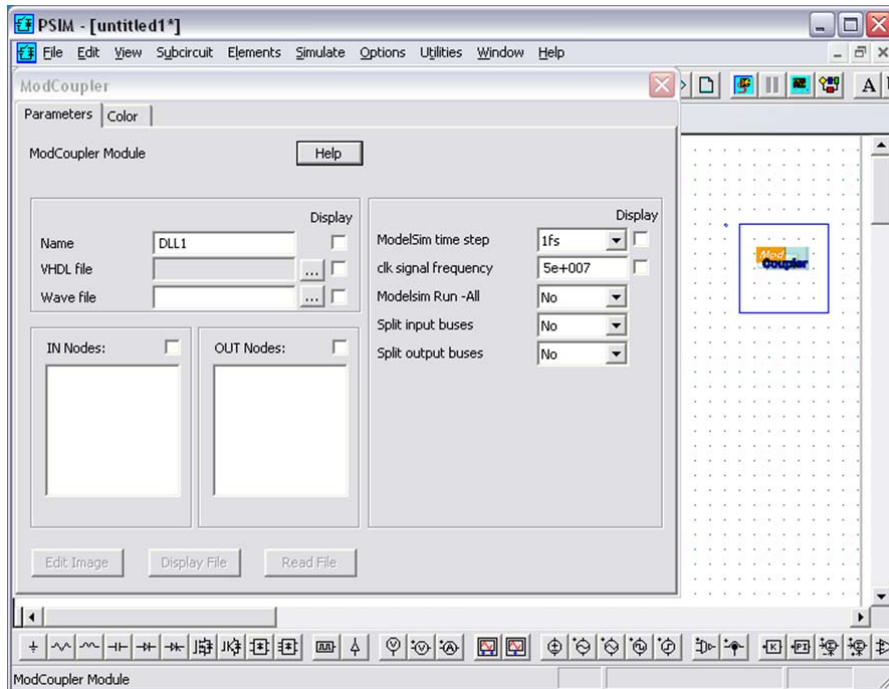 PSIM - [untitled1*]
File Edit View Subcircuit Elements Simulate Options Utilities Window Help
ModCoupler
Parameters Color
ModCoupler Module Help
Display
Name DLL1
VHDL file ...
Wave file ...
Display
ModelSim time step 1fs
clk signal frequency 5e+007
Modelsim Run -All No
Split input buses No
Split output buses No
IN Nodes: OUT Nodes:
Edit Image Display File Read File
A
Mod
Coupler
K PI
ModCoupler Module